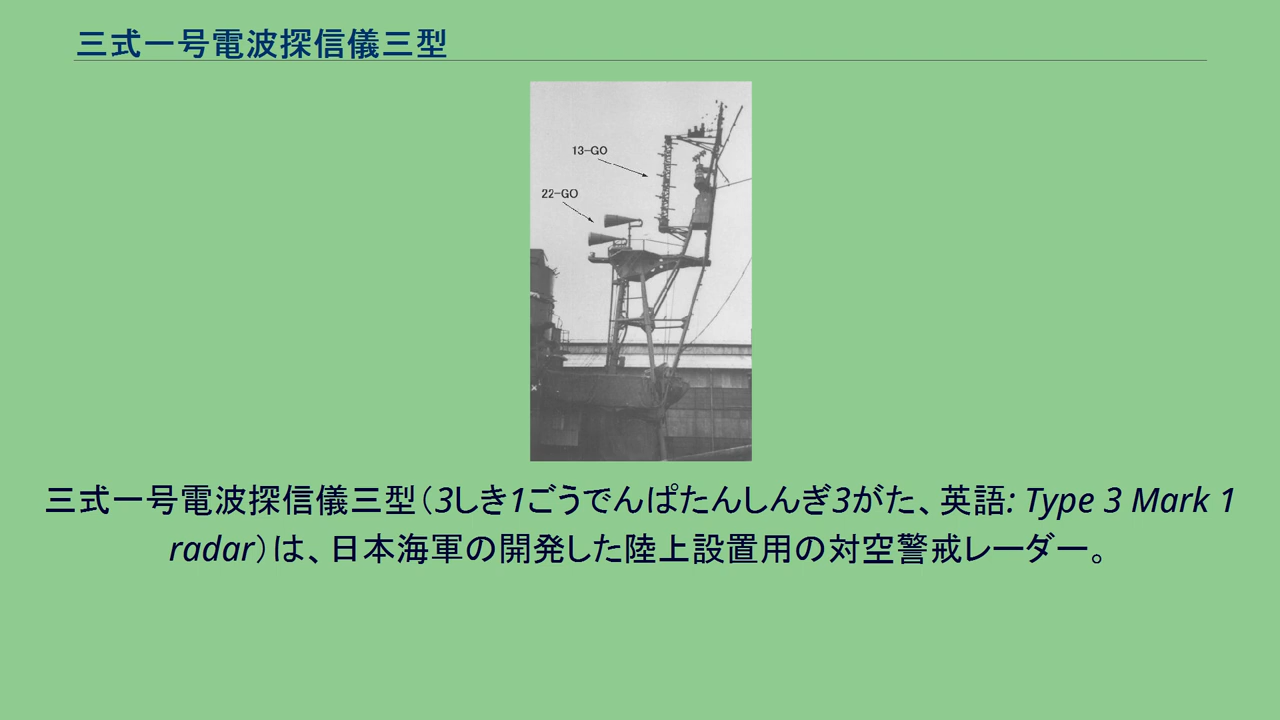 三式一号電波探信儀三型
13-GO
22-GO
三式一号電波探信儀三型（3しき1ごうでんぱたんしんぎ3がた、英語: Type 3 Mark 1
radar）は、日本海軍の開発した陸上設置用の対空警戒レーダー。